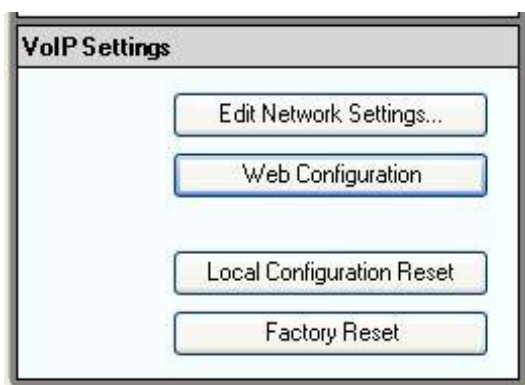 VoIP Settings
Edit Network Settings...
Web Configuration
Local Configuration Reset
Factory Reset